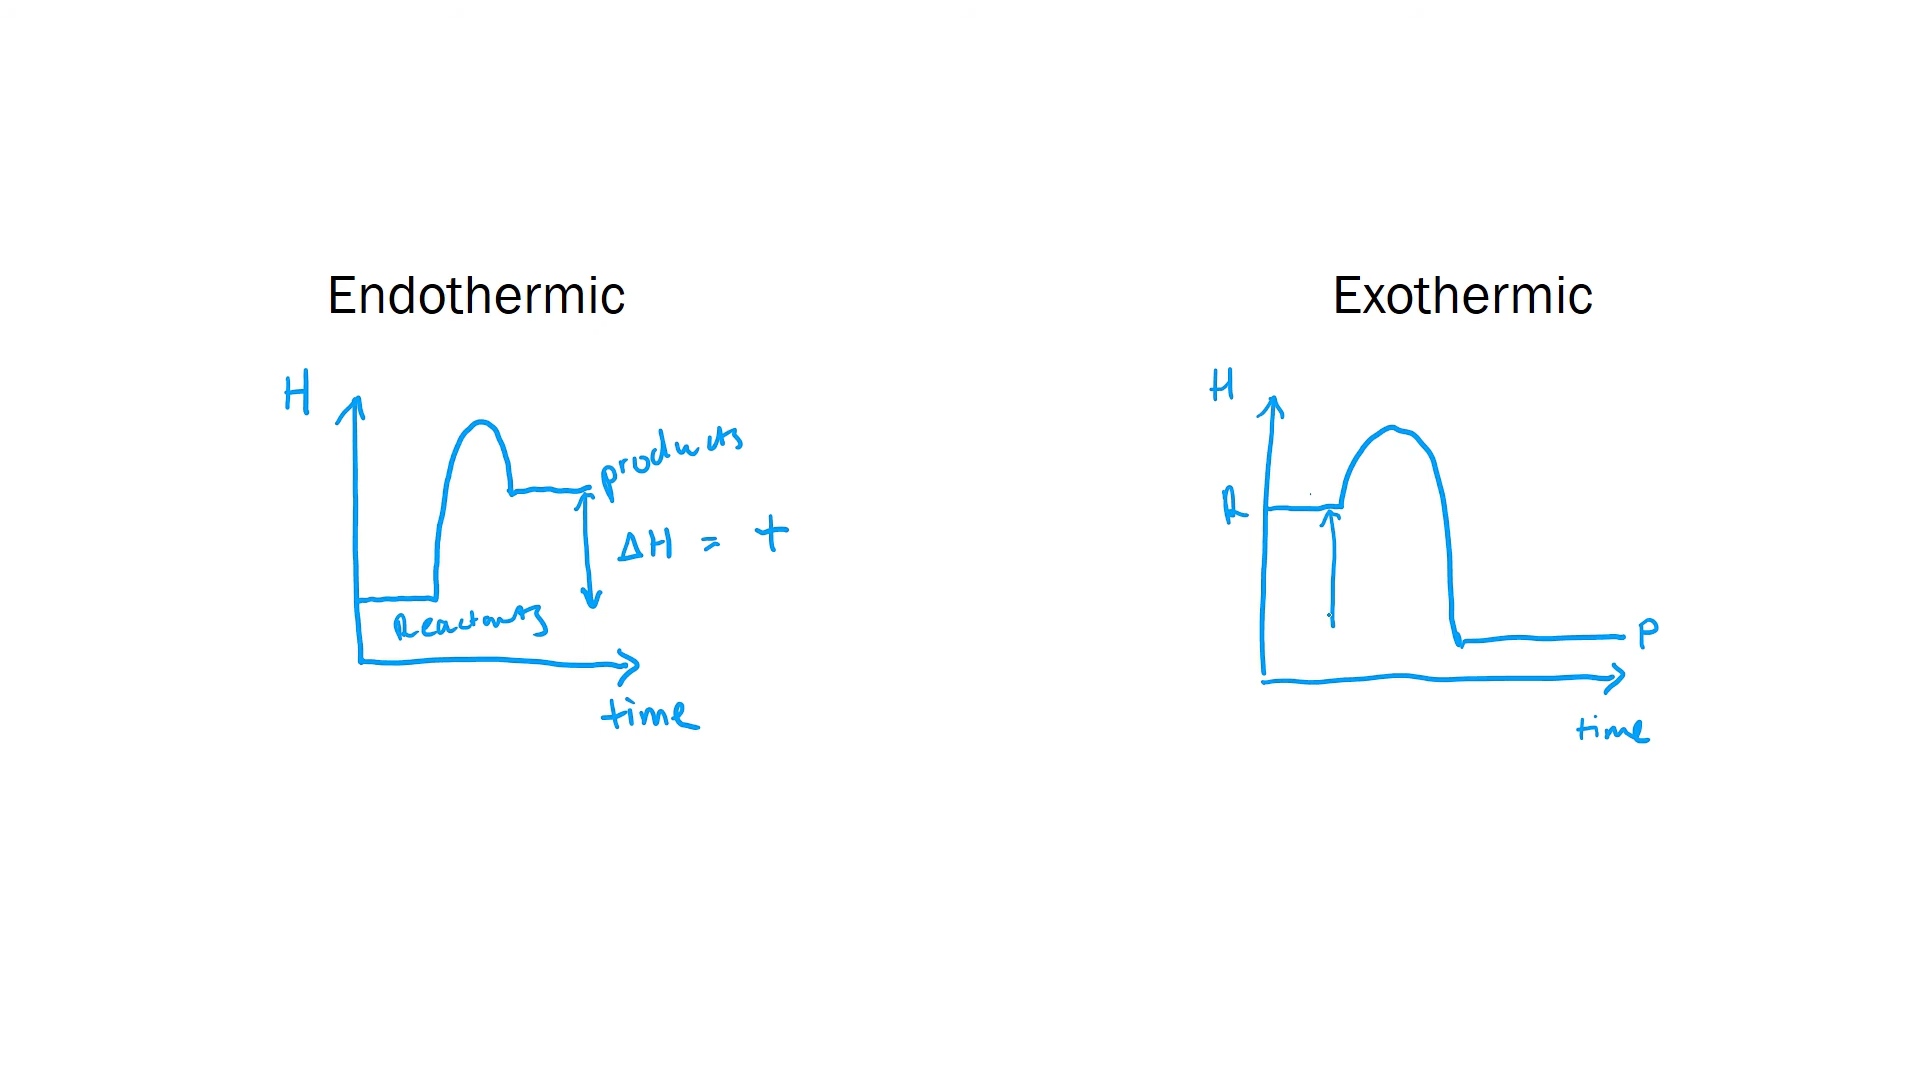 Endothermic
H
products
ΔH = +
Reactants
time
Exothermic
H
R
P
time